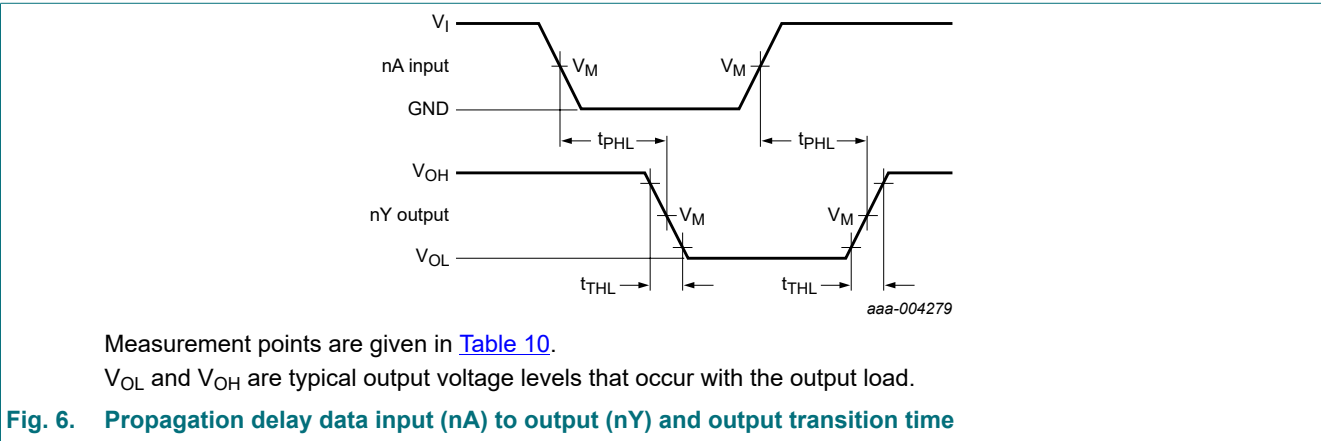 VI
nA input
VM
VM
GND
tPHL
tPHL
VOH
nY output
VM
VM
VOL
tTHL
tTHL
aaa-004279
Measurement points are given in Table 10.
VOL and VOH are typical output voltage levels that occur with the output load.
Fig. 6. Propagation delay data input (nA) to output (nY) and output transition time